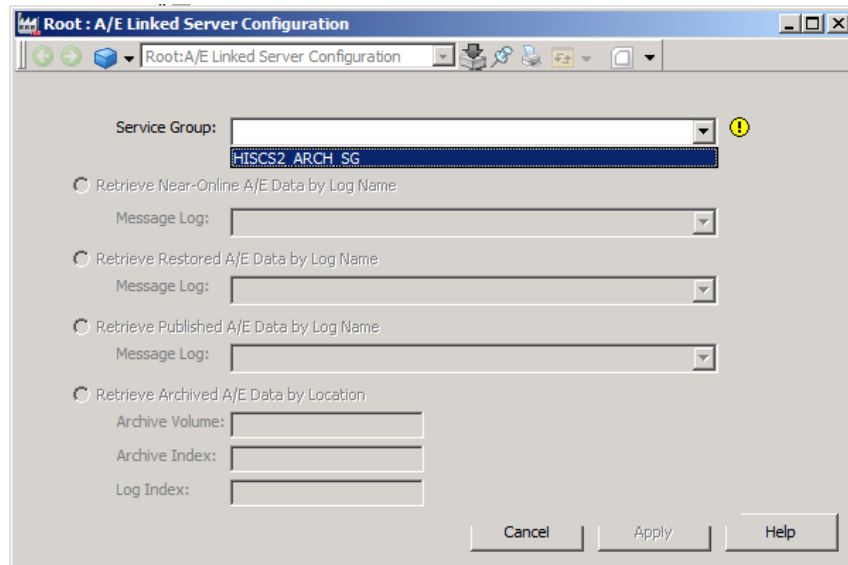 Root : A/E Linked Server Configuration
Root:A/E Linked Server Configuration
Service Group:
HISCS2_ARCH_SG
Retrieve Near-Online A/E Data by Log Name
Message Log:
Retrieve Restored A/E Data by Log Name
Message Log:
Retrieve Published A/E Data by Log Name
Message Log:
Retrieve Archived A/E Data by Location
Archive Volume:
Archive Index:
Log Index:
Cancel Apply Help